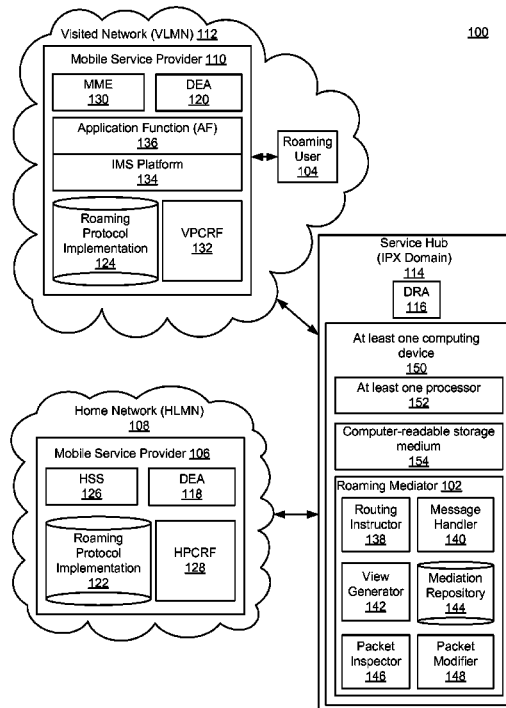 100
Visited Network (VLMN) 112
Mobile Service Provider 110
MME
130
DEA
120
Application Function (AF)
136
IMS Platform
134
Roaming
Protocol
Implementation
124
VPCRF
132
Roaming
User
104
Service Hub
(IPX Domain)
114
DRA
116
At least one computing
device
150
At least one processor
152
Computer-readable storage
medium
154
Roaming Mediator 102
Routing
Instructor
138
Message
Handler
140
View
Generator
142
Mediation
Repository
144
Packet
Inspector
146
Packet
Modifier
148
Home Network (HLMN)
108
Mobile Service Provider 106
HSS
126
DEA
118
Roaming
Protocol
Implementation
122
HPCRF
128